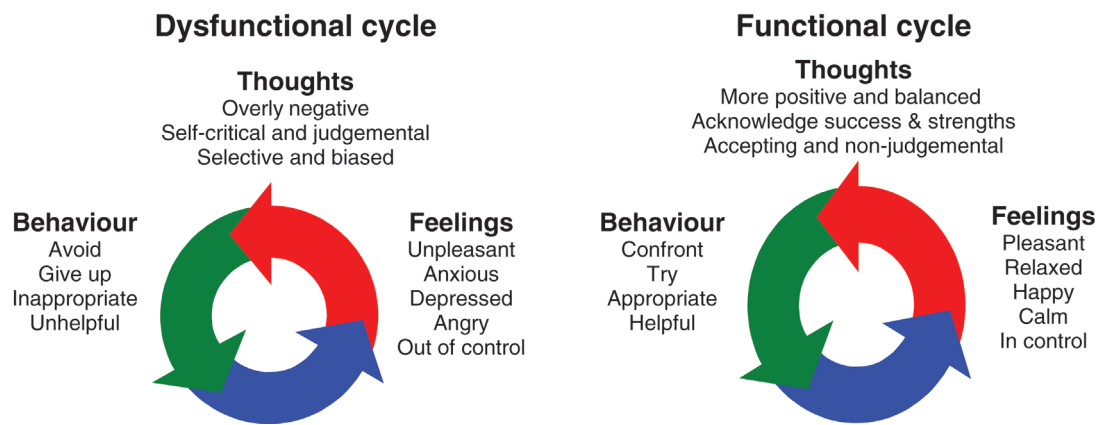 Dysfunctional cycle
Thoughts
Overly negative
Self-critical and judgemental
Selective and biased
Behaviour
Avoid
Give up
Inappropriate
Unhelpful
Feelings
Unpleasant
Anxious
Depressed
Angry
Out of control
Functional cycle
Thoughts
More positive and balanced
Acknowledge success & strengths
Accepting and non-judgemental
Behaviour
Confront
Try
Appropriate
Helpful
Feelings
Pleasant
Relaxed
Happy
Calm
In control